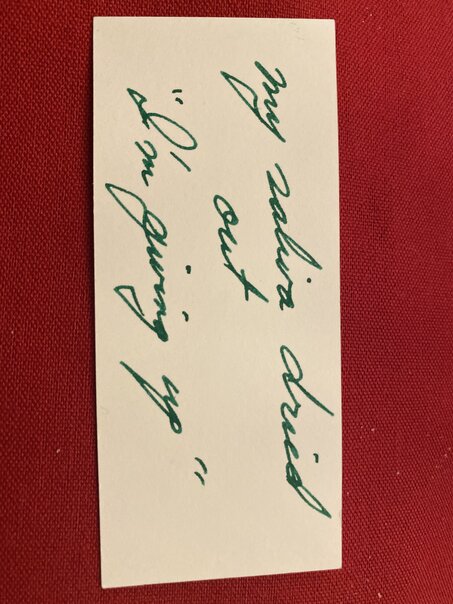 my saliva dried
out
"I'm giving up"